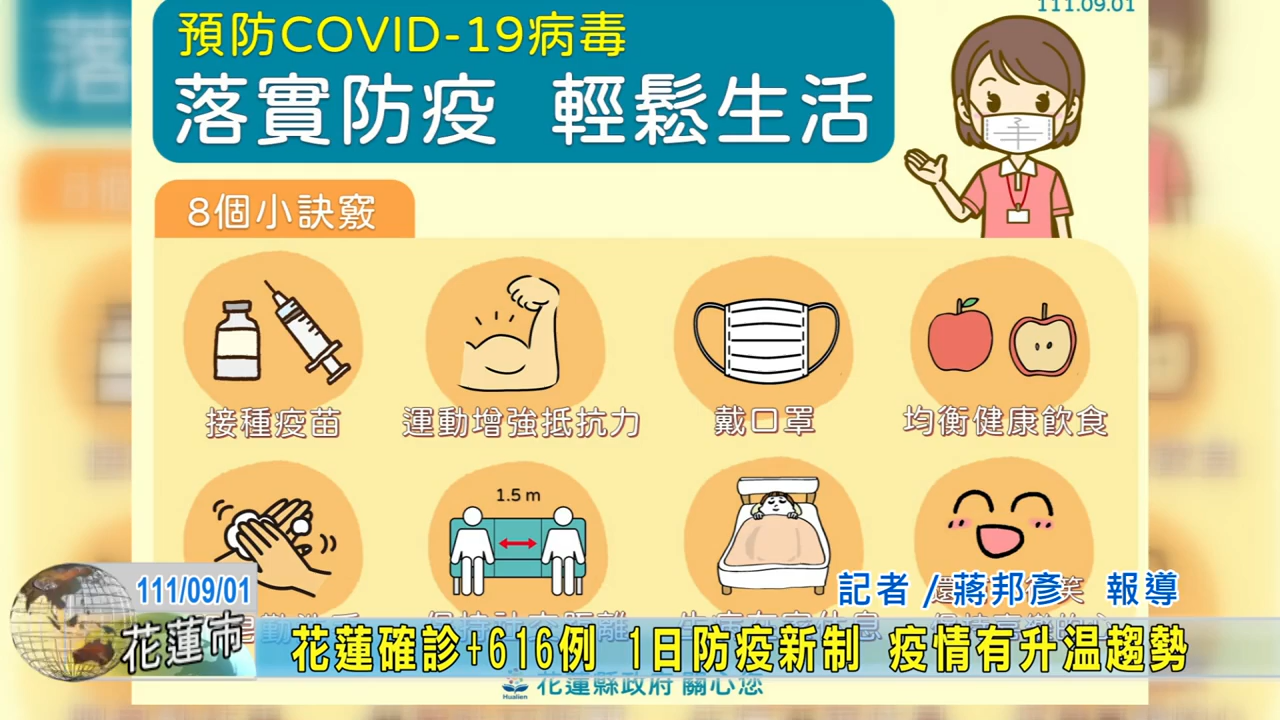 111.09.01
預防COVID-19病毒
落實防疫 輕鬆生活
8個小訣竅
接種疫苗
運動增強抵抗力
戴口罩
均衡健康飲食
1.5 m
111/09/01
記者/蔣邦彥 報導
花蓮市
花蓮確診+616例 1日防疫新制 疫情有升温趨勢
Hualien
花蓮縣政府 關心您